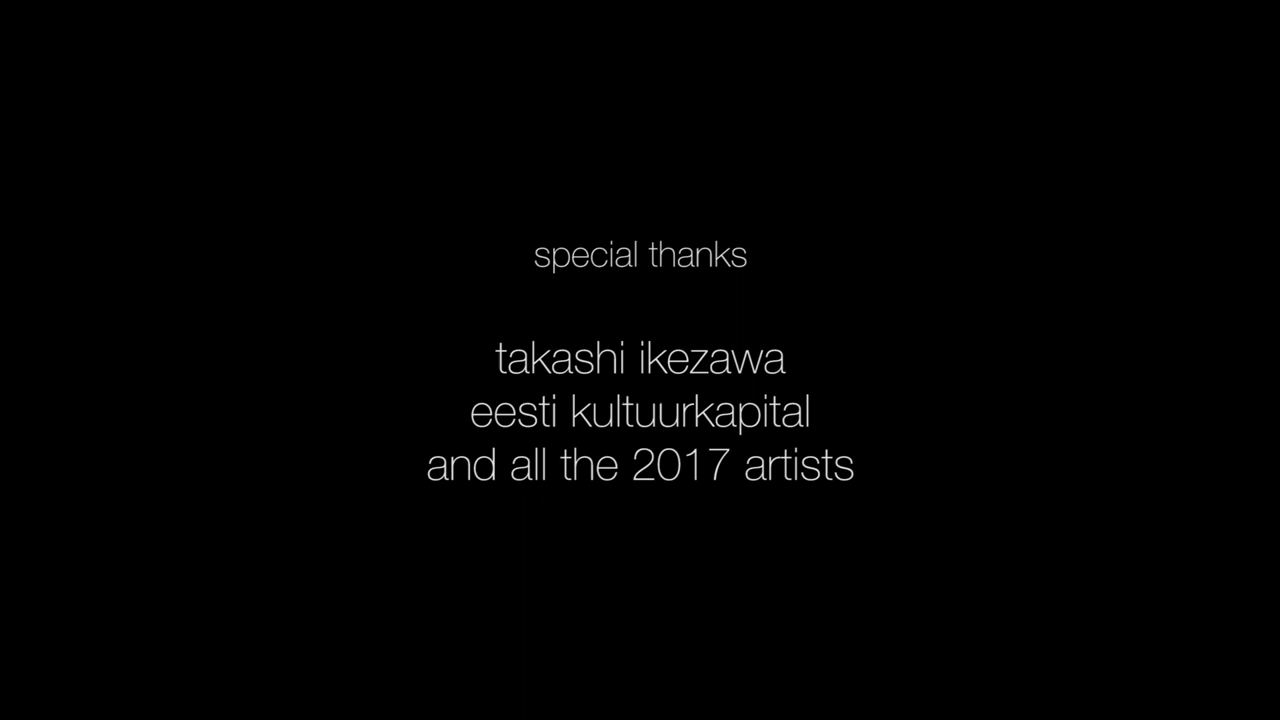 special thanks
takashi ikezawa
eesti kultuurkapital
and all the 2017 artists